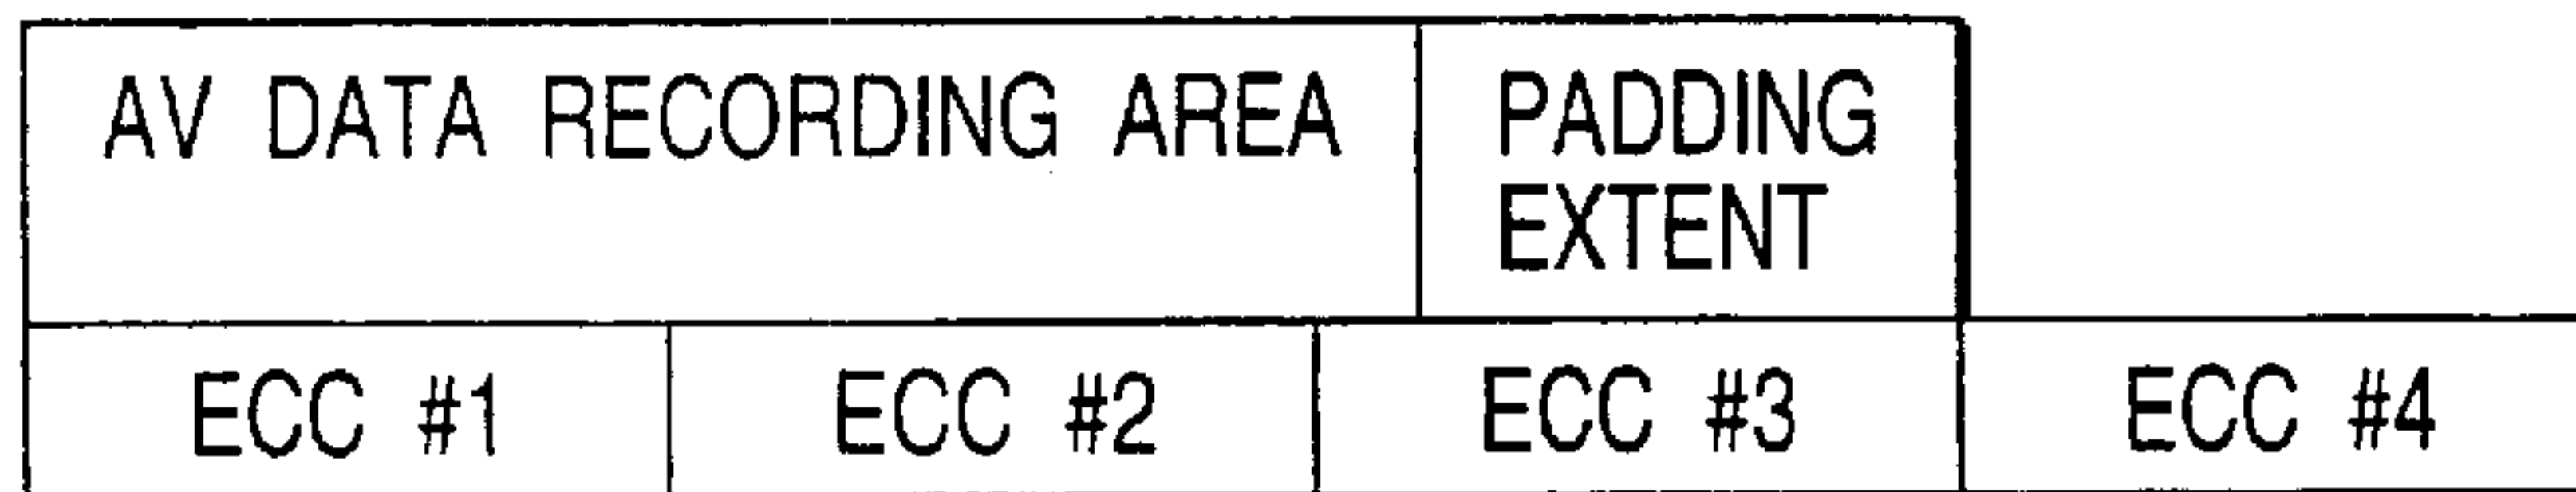 AV DATA RECORDING AREA
PADDING
EXTENT
ECC #1
ECC #2
ECC #3
ECC #4